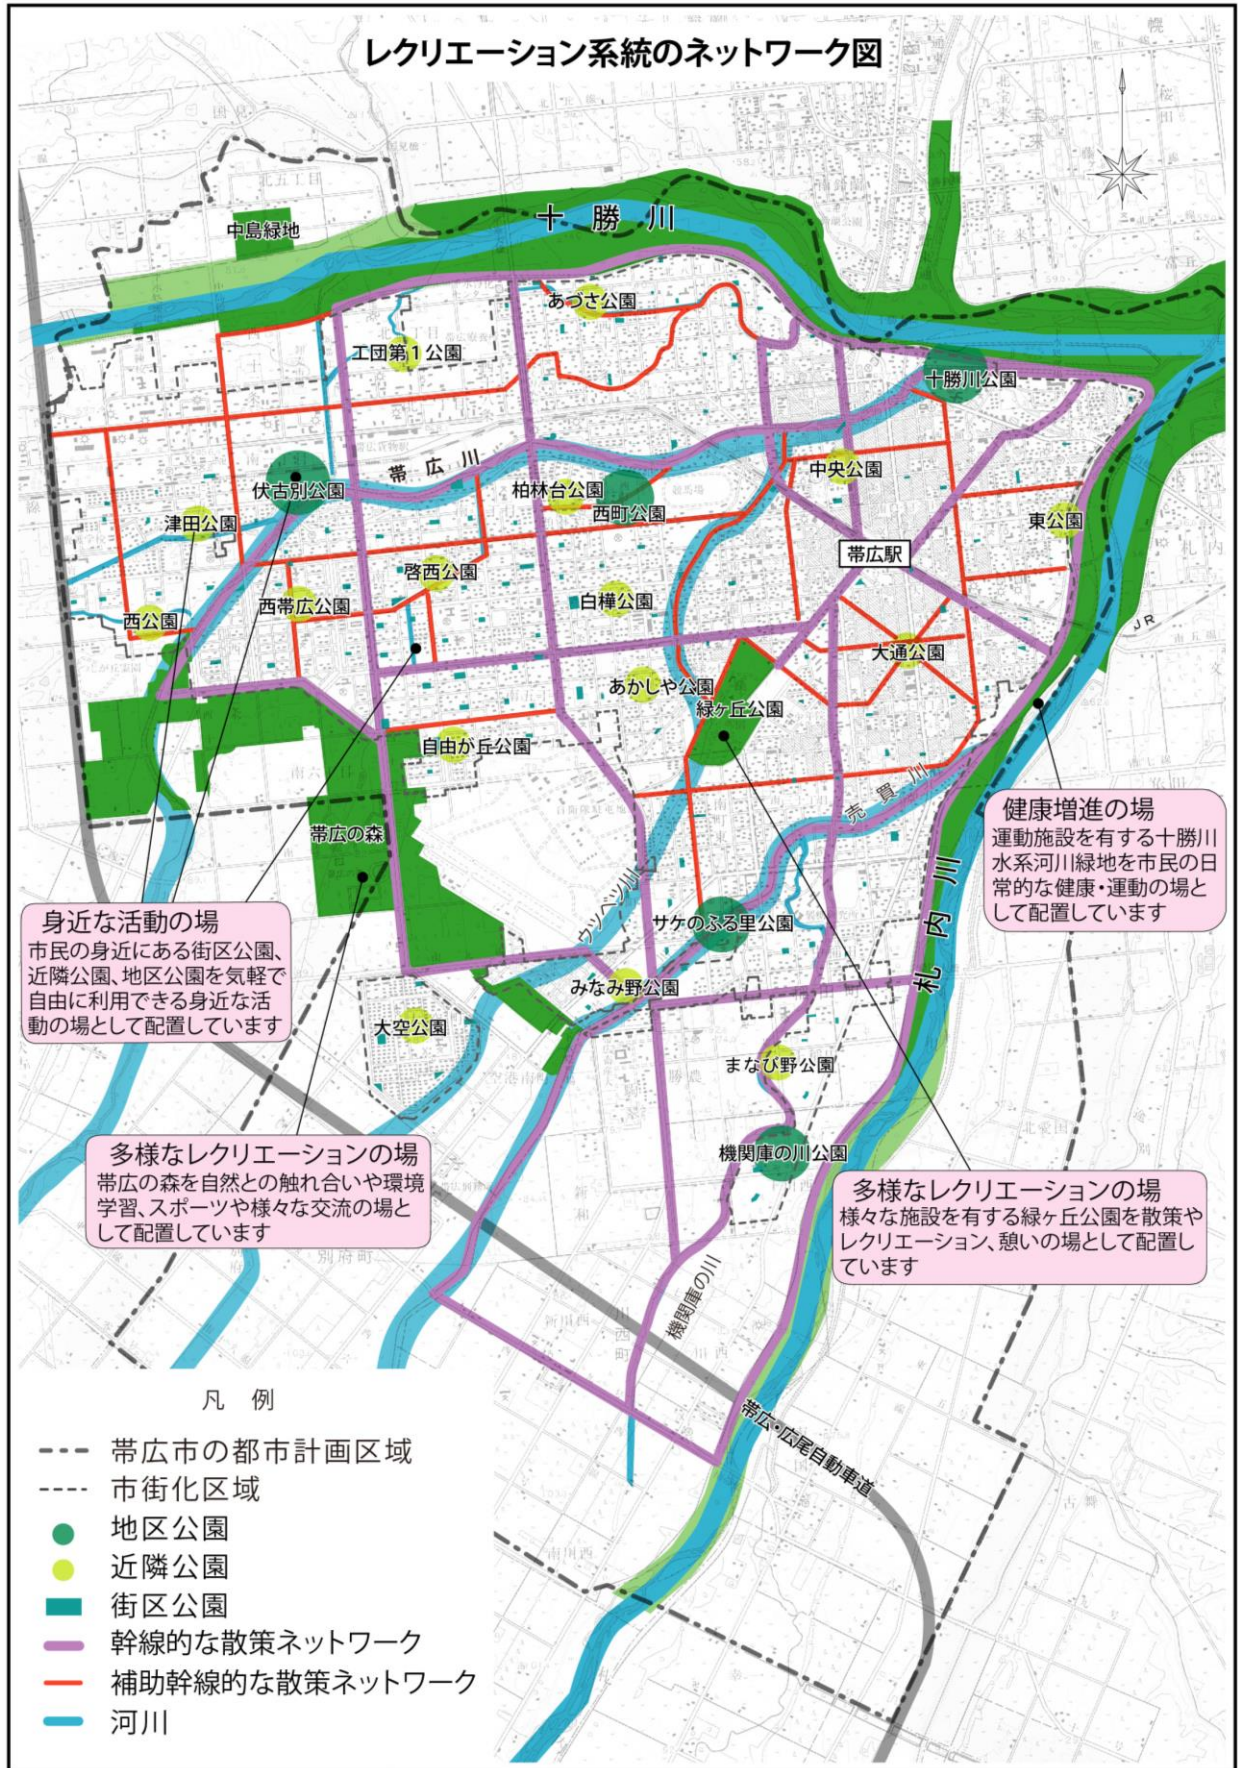 レクリエーション系統のネットワーク図
十勝川
中島緑地
あづさ公園
工団第1公園
十勝川公園
帯広川
中央公園
伏古別公園
柏林台公園
西町公園
津田公園
東公園
帯広駅
啓西公園
西帯広公園
白樺公園
西公園
JR
大通公園
あかしや公園
緑ヶ丘公園
自由が丘公園
売買川
健康増進の場
運動施設を有する十勝川
水系河川緑地を市民の日
常的な健康・運動の場と
して配置しています
帯広の森
札内川
ウツベツ川
サケのふる里公園
身近な活動の場
市民の身近にある街区公園、
近隣公園、地区公園を気軽で
自由に利用できる身近な活
動の場として配置しています
みなみ野公園
大空公園
まなび野公園
機関庫の川公園
多様なレクリエーションの場
帯広の森を自然との触れ合いや環境
学習、スポーツや様々な交流の場と
して配置しています
多様なレクリエーションの場
様々な施設を有する緑ヶ丘公園を散策や
レクリエーション、憩いの場として配置し
ています
別府町
機関庫の川
川西町
帯広・広尾自動車道
凡例
帯広市の都市計画区域
市街化区域
地区公園
近隣公園
街区公園
幹線的な散策ネットワーク
補助幹線的な散策ネットワーク
河川